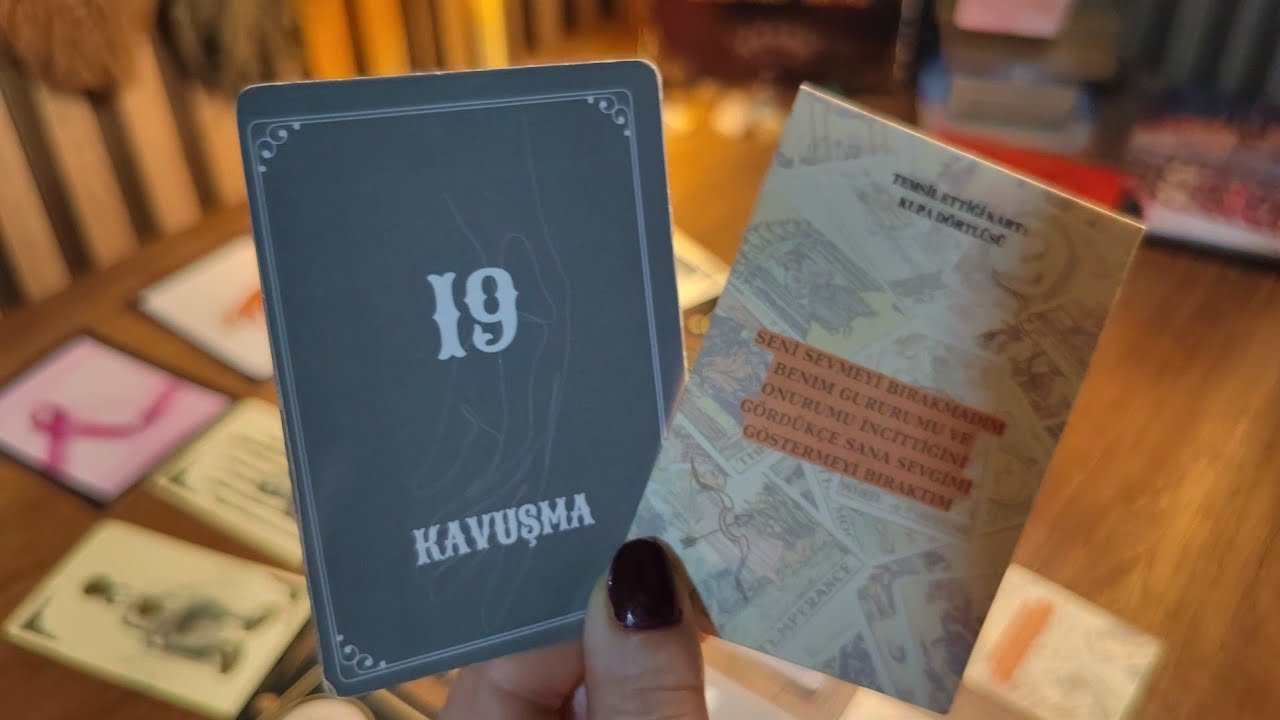 19
KAVUŞMA
TEMSİL ETTİĞİ KART:
KUPA DÖRTLÜSÜ
SENİ SEVMEYİ BIRAKMADIM
BENİM GURURUMU VE
ONURUMU İNCİTTİĞİNİ
GÖRDÜKÇE SANA SEVGİMİ
GÖSTERMEYİ BIRAKTIM
TEMPERANCE